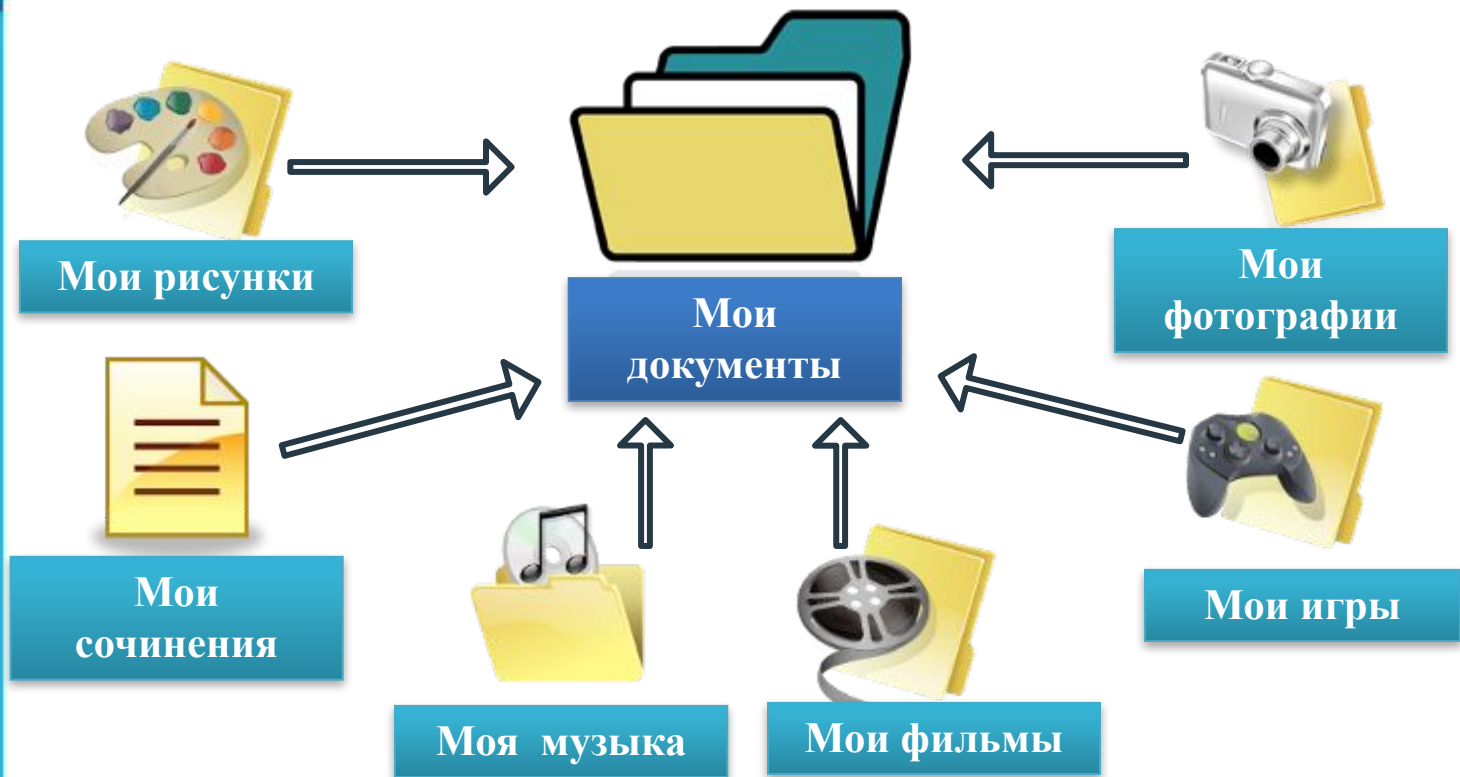 Мои рисунки
Мои
документы
Мои
фотографии
Мои
сочинения
Моя  музыка
Мои фильмы
Мои игры